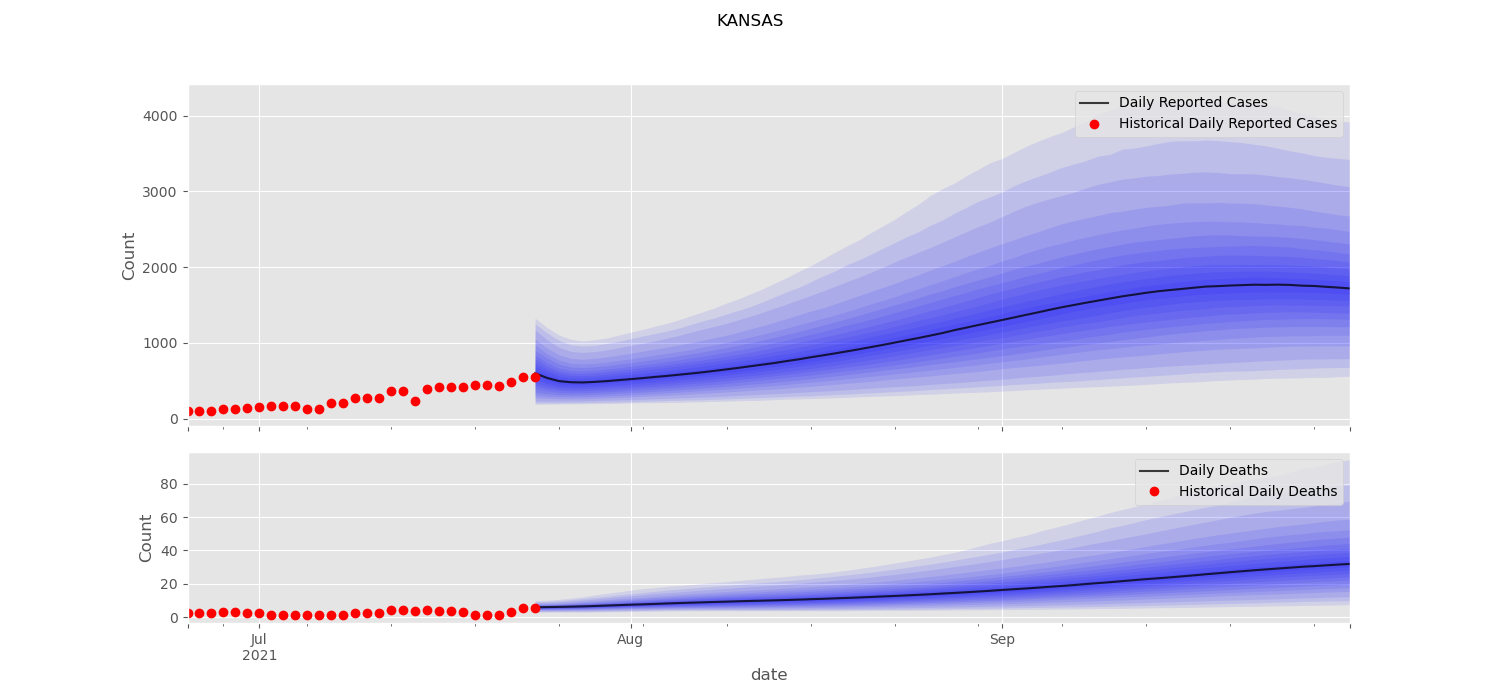 KANSAS
4000
3000
2000
1000
0
Count
Daily Reported Cases
Historical Daily Reported Cases
80
60
40
20
0
Count
Daily Deaths
Historical Daily Deaths
Jul
2021
Aug
Sep
date